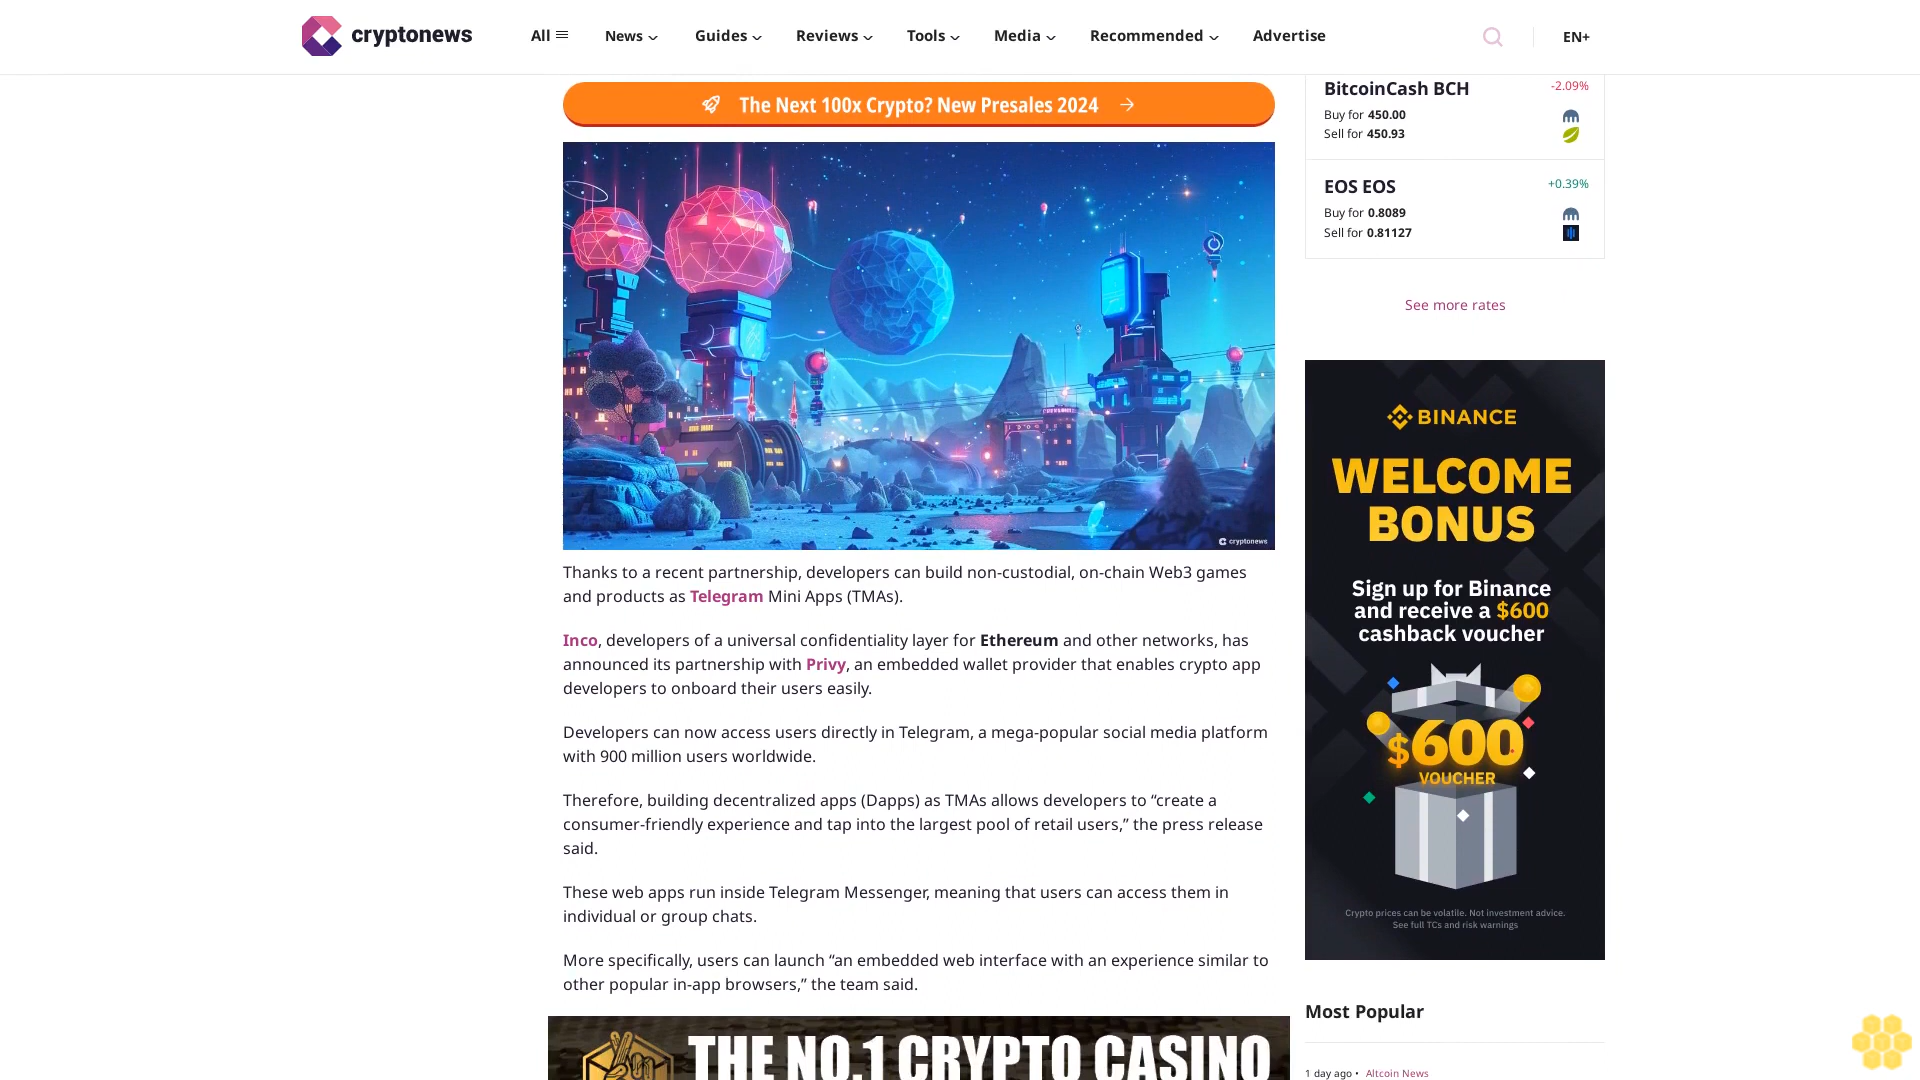 cryptonews
All
News
Guides
Reviews
Tools
Media
Recommended
Advertise
EN+
The Next 100x Crypto? New Presales 2024
cryptonews
Thanks to a recent partnership, developers can build non-custodial, on-chain Web3 games
and products as Telegram Mini Apps (TMAs).
Inco, developers of a universal confidentiality layer for Ethereum and other networks, has
announced its partnership with Privy, an embedded wallet provider that enables crypto app
developers to onboard their users easily.
Developers can now access users directly in Telegram, a mega-popular social media platform
with 900 million users worldwide.
Therefore, building decentralized apps (Dapps) as TMAs allows developers to “create a
consumer-friendly experience and tap into the largest pool of retail users,” the press release
said.
These web apps run inside Telegram Messenger, meaning that users can access them in
individual or group chats.
More specifically, users can launch “an embedded web interface with an experience similar to
other popular in-app browsers,” the team said.
THE NO.1 CRYPTO CASINO
BitcoinCash BCH
-2.09%
Buy for 450.00
Sell for 450.93
EOS EOS
+0.39%
Buy for 0.8089
Sell for 0.81127
See more rates
BINANCE
WELCOME
BONUS
Sign up for Binance
and receive a $600
cashback voucher
$600
VOUCHER
Crypto prices can be volatile. Not investment advice.
See full TCs and risk warnings
Most Popular
1 day ago • Altcoin News